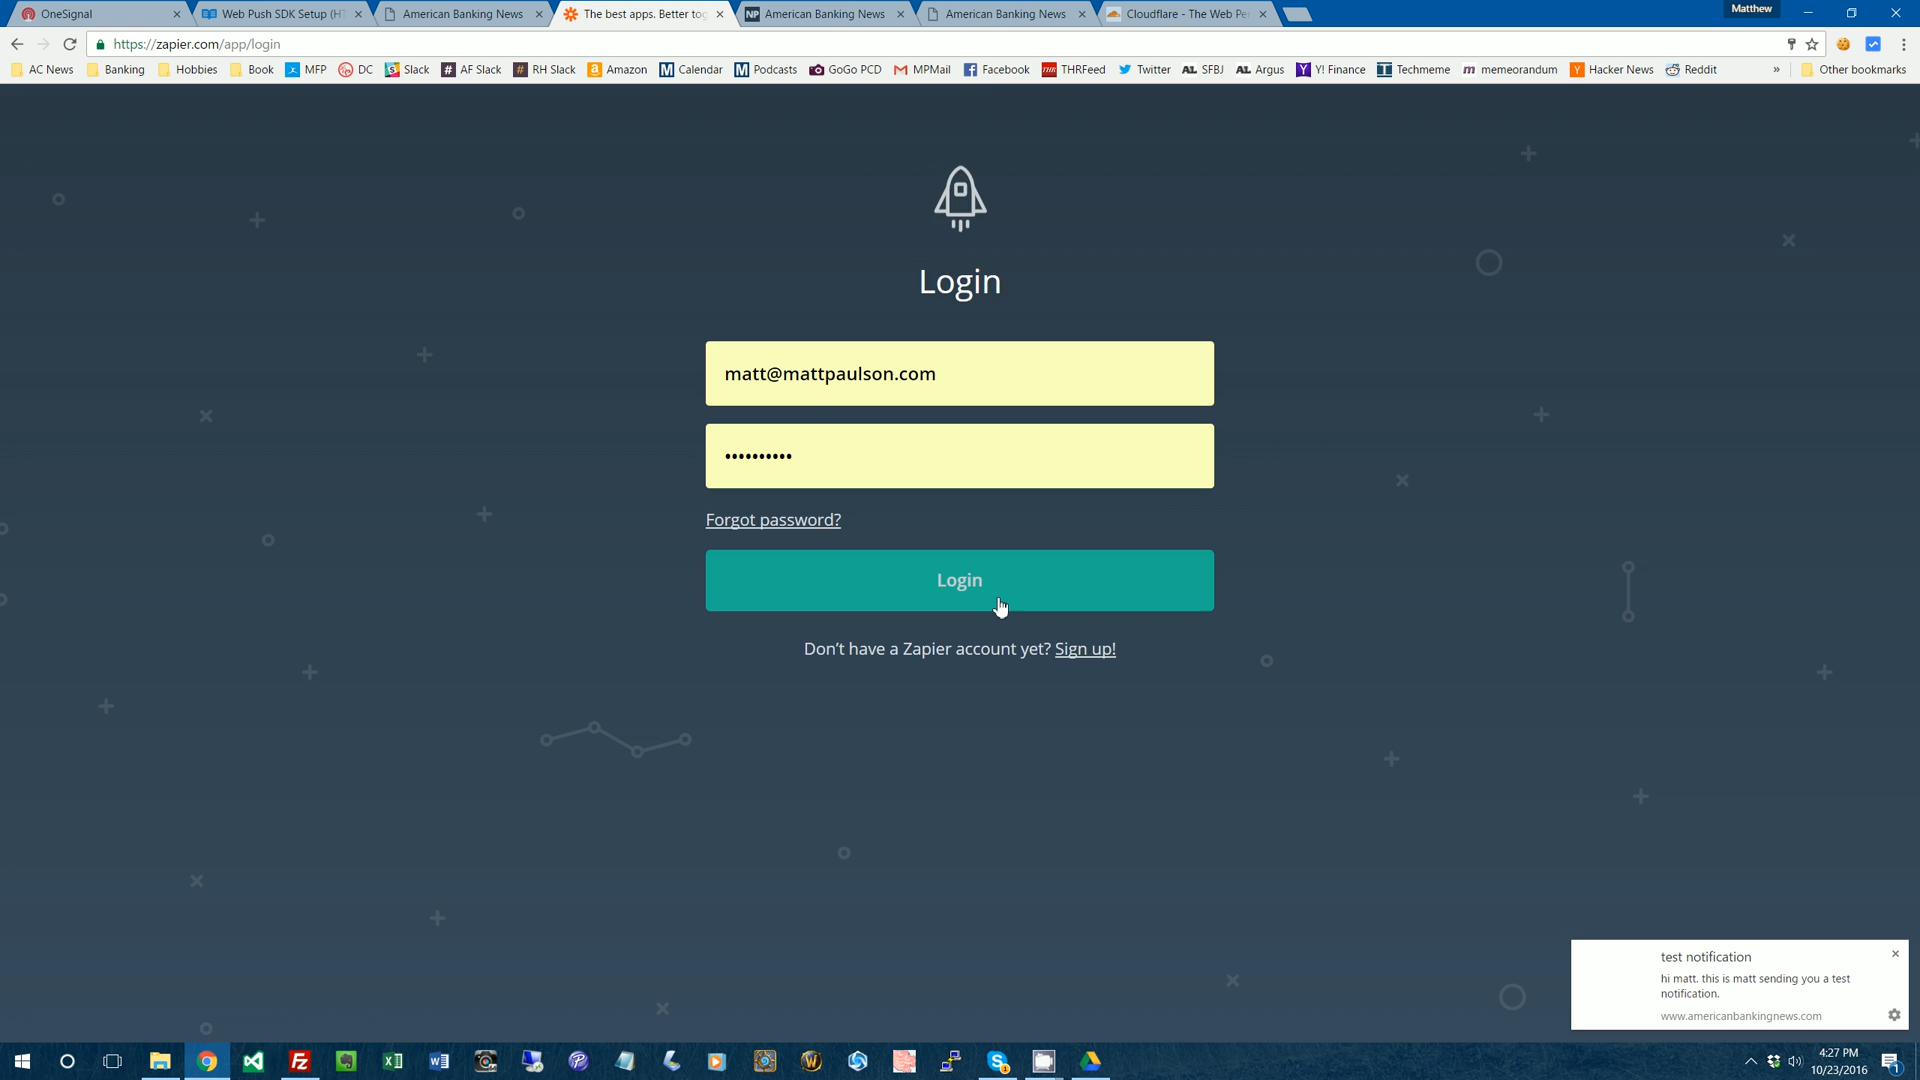 OneSignal
Web Push SDK Setup (HT
American Banking News
The best apps. Better tog
NP American Banking News
American Banking News
Cloudflare - The Web Pe
Matthew
https://zapier.com/app/login
AC News
Banking
Hobbies
Book
MFP
DC
Slack
AF Slack
RH Slack
Amazon
Calendar
Podcasts
GoGo PCD
MPMail
Facebook
THRFeed
Twitter
SFBJ
Argus
Y! Finance
Techmeme
memeorandum
Hacker News
Reddit
»
Other bookmarks
Login
matt@mattpaulson.com
••••••••••
Forgot password?
Login
Don't have a Zapier account yet? Sign up!
test notification
hi matt. this is matt sending you a test
notification.
www.americanbankingnews.com
4:27 PM
10/23/2016